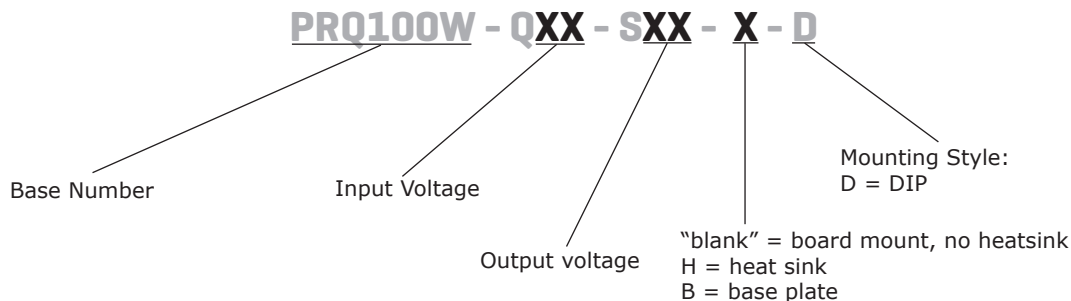 PRQ100W - QXX - SXX - X - D
Base Number
Input Voltage
Output voltage
"blank" = board mount, no heatsink
H = heat sink
B = base plate
Mounting Style:
D = DIP